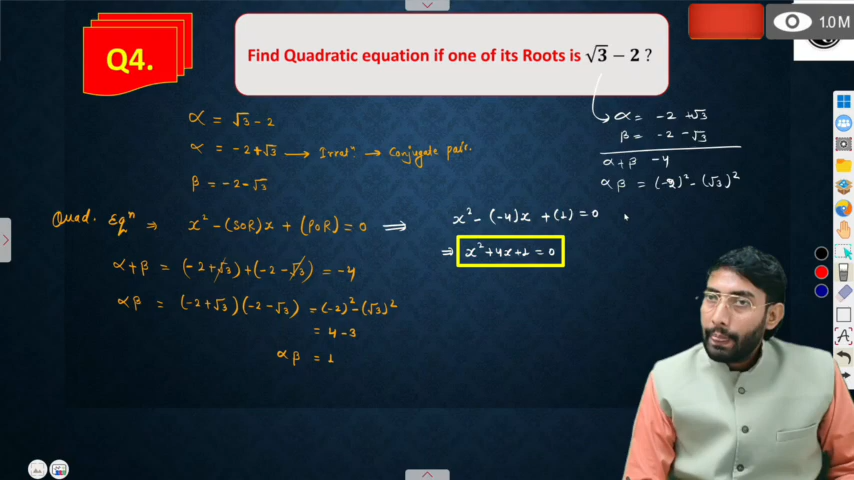 Q4.
Find Quadratic equation if one of its Roots is √3 − 2 ?
1.0M
α = √3 − 2
α = −2 + √3 → Irratⁿ. → Conjugate pair.
β = −2 − √3
Quad. Eqⁿ ⇒ x² − (SOR)x + (POR) = 0 ⟹
α + β = (−2 + √3) + (−2 − √3) = −4
αβ = (−2 + √3)(−2 − √3) = (−2)² − (√3)²
= 4 − 3
αβ = 1
x² − (−4)x + (1) = 0
⇒ x² + 4x + 1 = 0
α = −2 + √3
β = −2 − √3
α + β −4
αβ = (−2)² − (√3)²
A